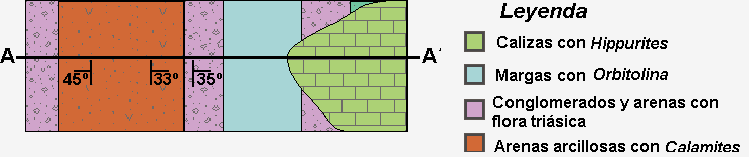 Leyenda
A
A'
45º
33º
35º
Calizas con Hippurites
Margas con Orbitolina
Conglomerados y arenas con
flora triásica
Arenas arcillosas con Calamites